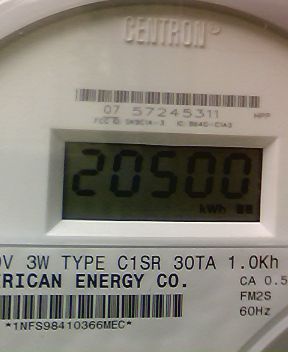 CENTRON®
07 57245311 MPP
20500
kWh
V 3W TYPE C1SR 30TA 1.0Kh
RICAN ENERGY CO.
CA 0.5
FM2S
60Hz
*1NFS98410366MEC*